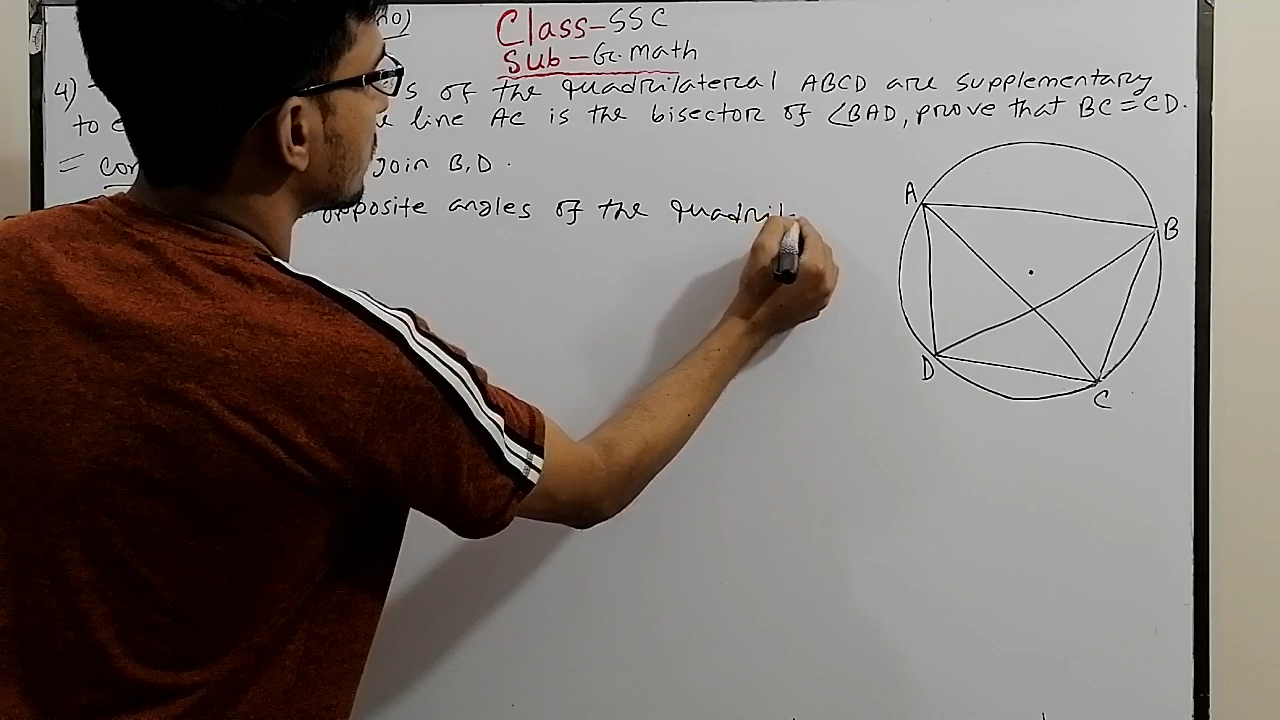 no)
Class-SSC
Sub-G.Math
4) s of the quadrilateral ABCD are supplementary
to line AC is the bisector of ∠BAD, prove that BC=CD.
= con join B,D.
opposite angles of the quadril
A
B
D
C